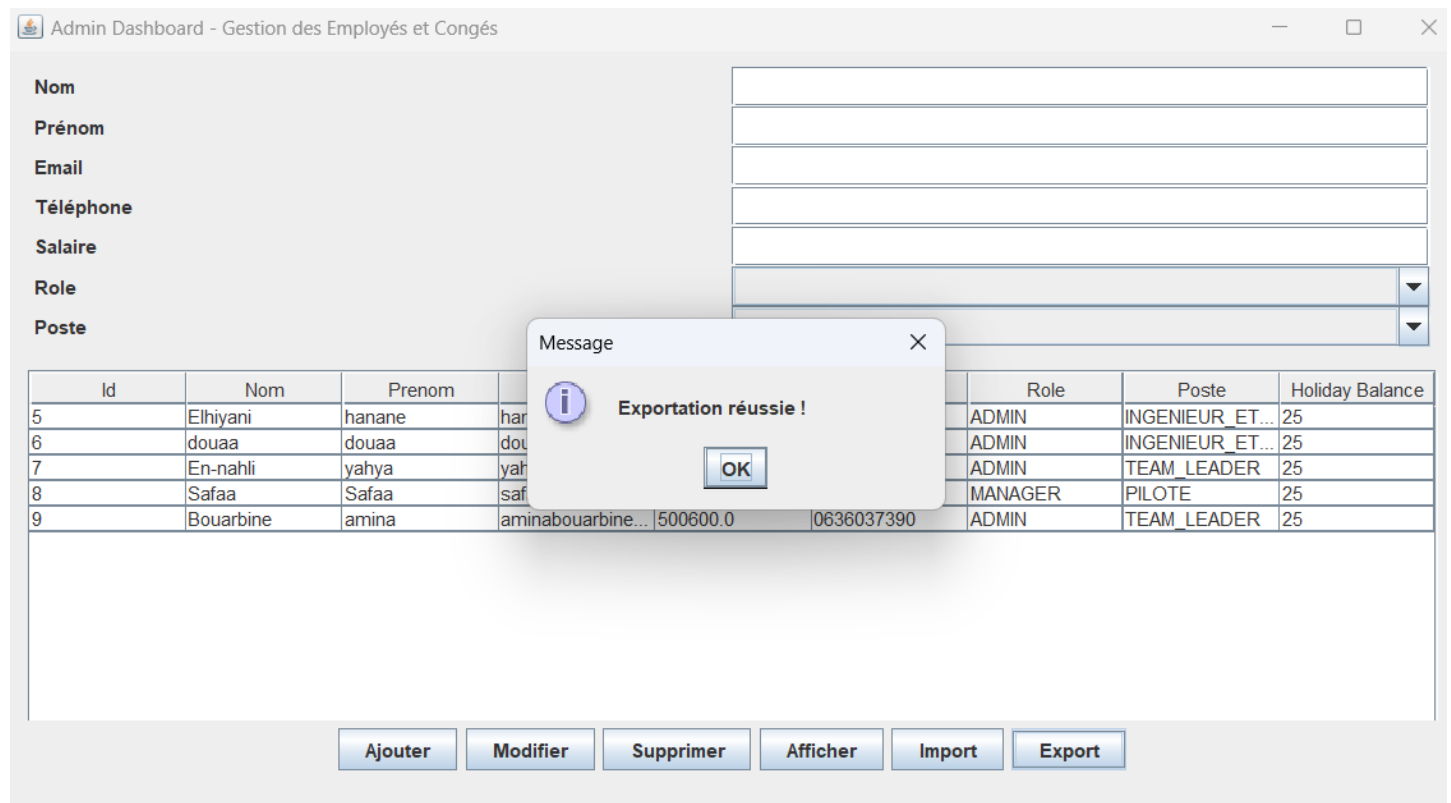 Admin Dashboard - Gestion des Employés et Congés
Nom
Prénom
Email
Téléphone
Salaire
Role
Poste
Message
Exportation réussie !
OK
Id Nom Prenom Role Poste Holiday Balance
5 Elhiyani hanane ADMIN INGENIEUR_ET... 25
6 douaa douaa ADMIN INGENIEUR_ET... 25
7 En-nahli yahya ADMIN TEAM_LEADER 25
8 Safaa Safaa MANAGER PILOTE 25
9 Bouarbine amina aminabouarbine... 500600.0 0636037390 ADMIN TEAM_LEADER 25
Ajouter Modifier Supprimer Afficher Import Export